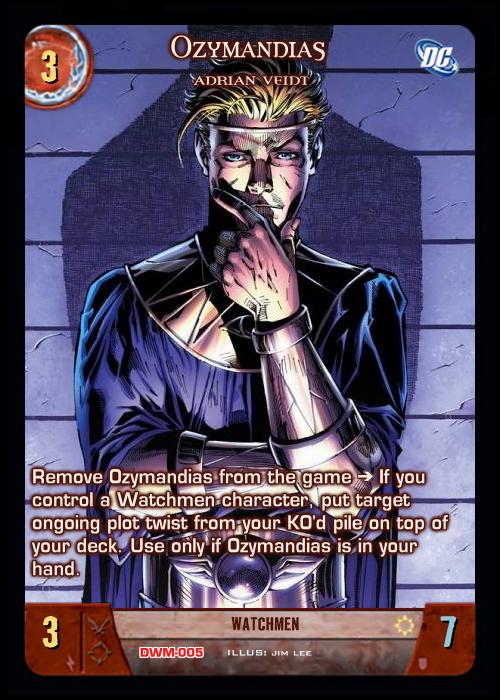 3
OZYMANDIAS
DC
ADRIAN VEIDT
Remove Ozymandias from the game → If you
control a Watchmen character, put target
ongoing plot twist from your KO'd pile on top of
your deck. Use only if Ozymandias is in your
hand.
3
WATCHMEN
7
DWM-005
ILLUS: JIM LEE